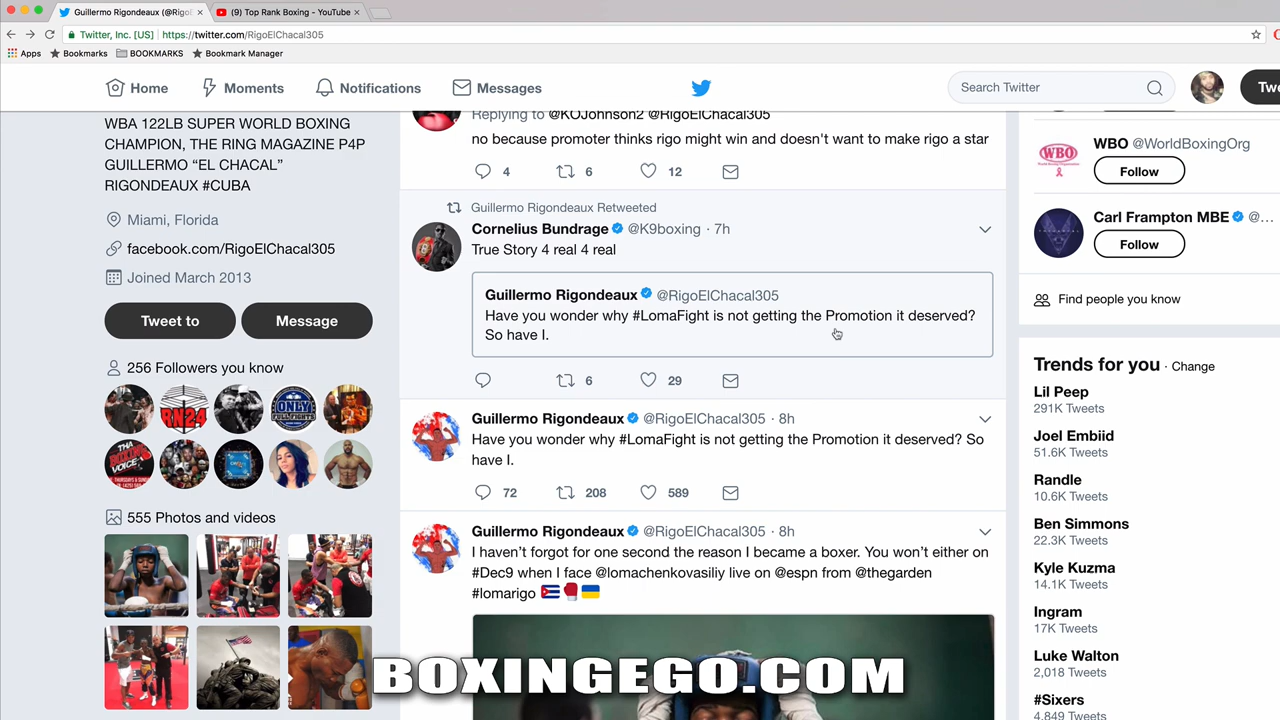 Guillermo Rigondeaux (@Rigo
(9) Top Rank Boxing - YouTube
Twitter, Inc. [US]
https://twitter.com/RigoElChacal305
Apps
Bookmarks
BOOKMARKS
Bookmark Manager
Home
Moments
Notifications
Messages
Search Twitter
WBA 122LB SUPER WORLD BOXING
CHAMPION, THE RING MAGAZINE P4P
GUILLERMO “EL CHACAL”
RIGONDEAUX #CUBA
Miami, Florida
facebook.com/RigoElChacal305
Joined March 2013
Tweet to
Message
256 Followers you know
555 Photos and videos
Replying to @KOJohnson2 @RigoElChacal305
no because promoter thinks rigo might win and doesn't want to make rigo a star
4
6
12
Guillermo Rigondeaux Retweeted
Cornelius Bundrage @K9boxing · 7h
True Story 4 real 4 real
Guillermo Rigondeaux @RigoElChacal305
Have you wonder why #LomaFight is not getting the Promotion it deserved?
So have I.
6
29
Guillermo Rigondeaux @RigoElChacal305 · 8h
Have you wonder why #LomaFight is not getting the Promotion it deserved? So
have I.
72
208
589
Guillermo Rigondeaux @RigoElChacal305 · 8h
I haven’t forgot for one second the reason I became a boxer. You won’t either on
#Dec9 when I face @lomachenkovasiliy live on @espn from @thegarden
#lomarigo
WBO @WorldBoxingOrg
Follow
Carl Frampton MBE @...
Follow
Find people you know
Trends for you · Change
Lil Peep
291K Tweets
Joel Embiid
51.6K Tweets
Randle
10.6K Tweets
Ben Simmons
22.3K Tweets
Kyle Kuzma
14.1K Tweets
Ingram
17K Tweets
Luke Walton
2,018 Tweets
#Sixers
4,849 Tweets
BOXINGEGO.COM